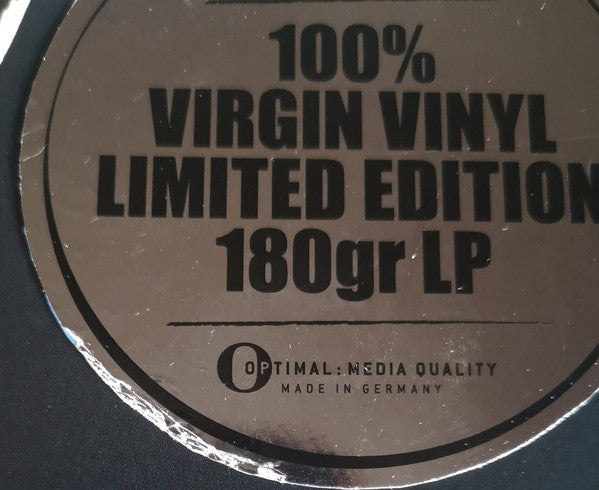 100%
VIRGIN VINYL
LIMITED EDITION
180gr LP
OPTIMAL: MEDIA QUALITY
MADE IN GERMANY